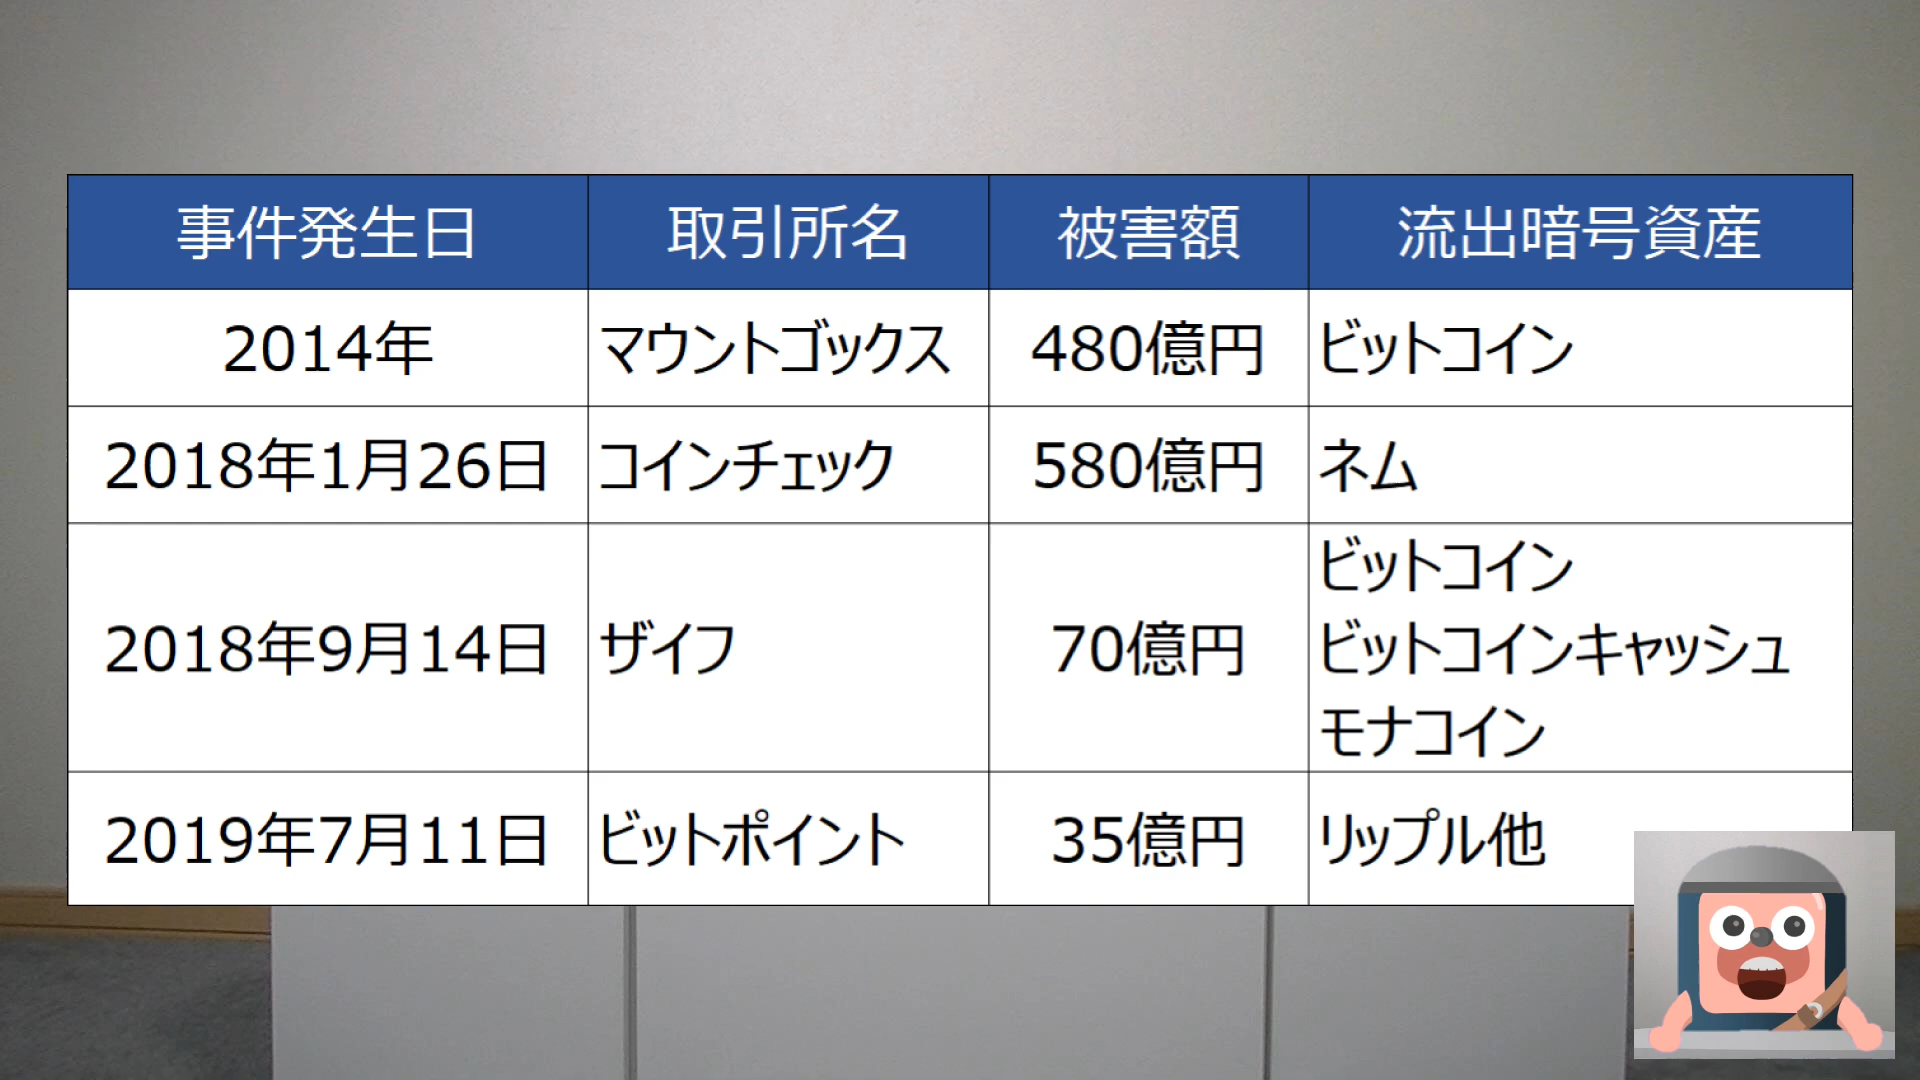 事件発生日 取引所名 被害額 流出暗号資産
2014年 マウントゴックス 480億円 ビットコイン
2018年1月26日 コインチェック 580億円 ネム
2018年9月14日 ザイフ 70億円 ビットコイン
ビットコインキャッシュ
モナコイン
2019年7月11日 ビットポイント 35億円 リップル他